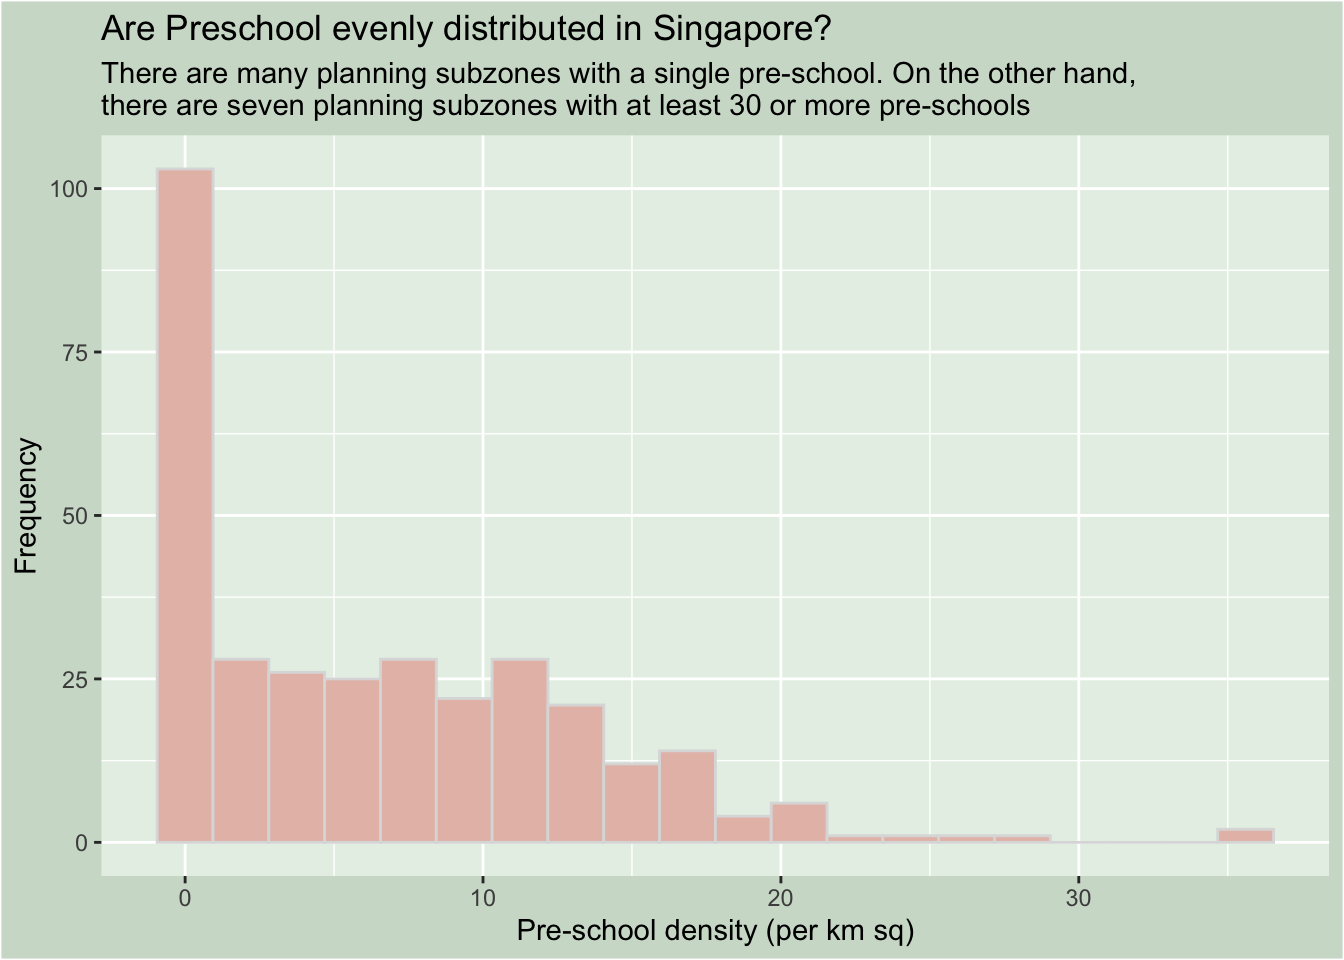 Are Preschool evenly distributed in Singapore?
There are many planning subzones with a single pre-school. On the other hand,
there are seven planning subzones with at least 30 or more pre-schools
100
75
50
25
0
Frequency
0
10
20
30
Pre-school density (per km sq)